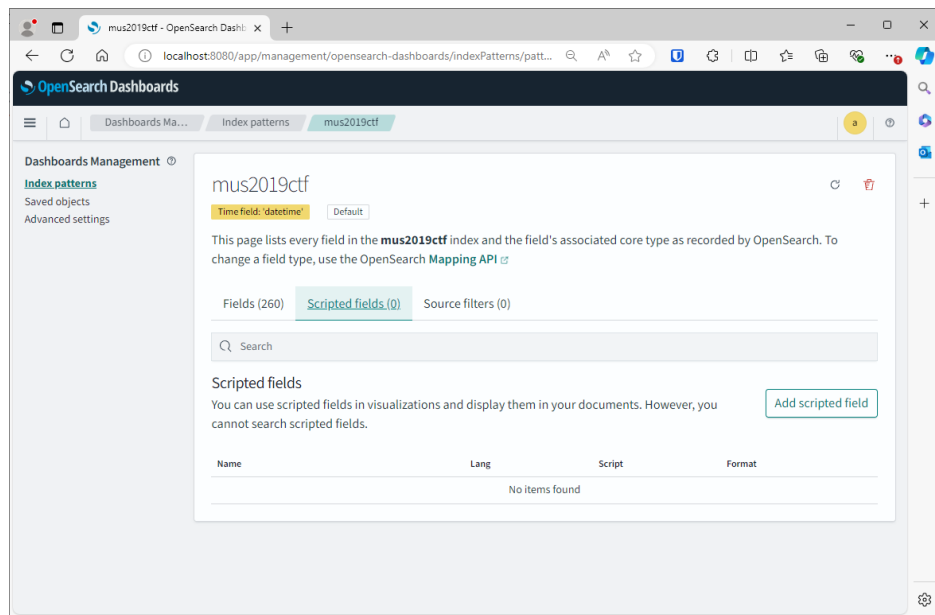 mus2019ctf - OpenSearch Dashb
localhost:8080/app/management/opensearch-dashboards/indexPatterns/patt...
OpenSearch Dashboards
Dashboards Ma...
Index patterns
mus2019ctf
a
Dashboards Management
Index patterns
Saved objects
Advanced settings
mus2019ctf
Time field: 'datetime'
Default
This page lists every field in the mus2019ctf index and the field's associated core type as recorded by OpenSearch. To
change a field type, use the OpenSearch Mapping API
Fields (260)
Scripted fields (0)
Source filters (0)
Search
Scripted fields
You can use scripted fields in visualizations and display them in your documents. However, you
cannot search scripted fields.
Add scripted field
Name Lang Script Format
No items found